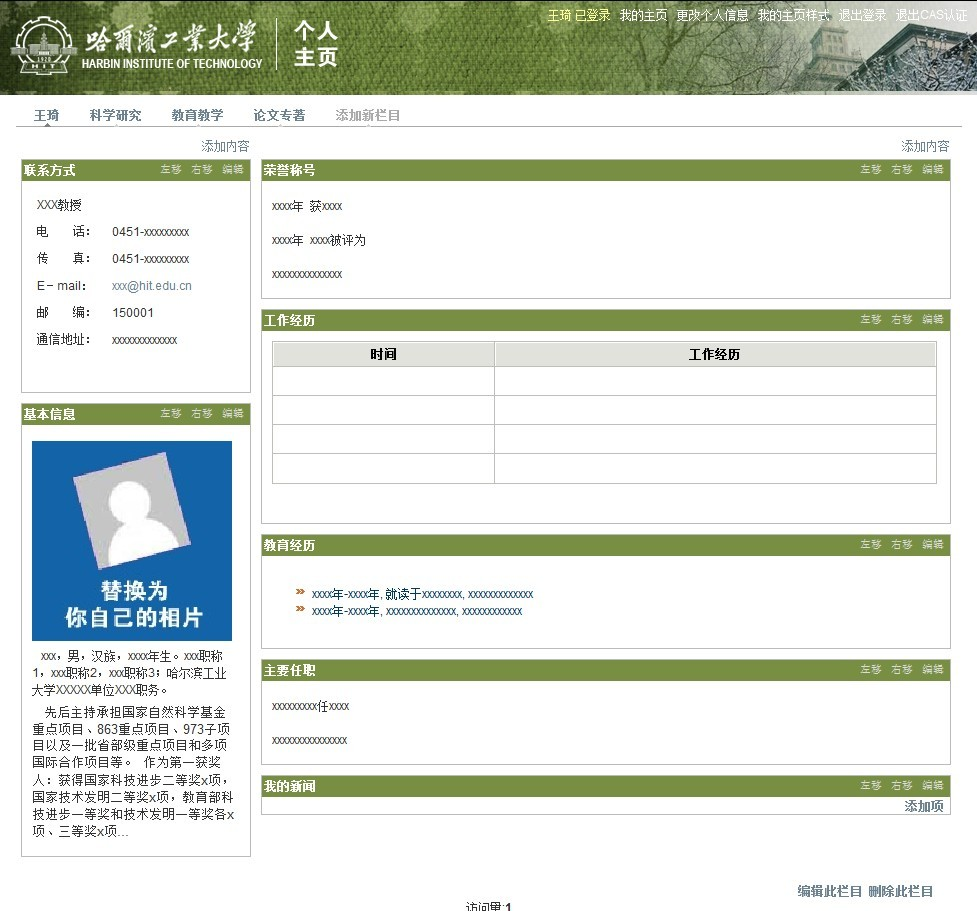 王琦 已登录 我的主页 更改个人信息 我的主页样式 退出登录 退出CAS认证
哈尔滨工业大学
HARBIN INSTITUTE OF TECHNOLOGY
1920
HIT
个人
主页
王琦 科学研究 教育教学 论文专著 添加新栏目
添加内容
联系方式 左移 右移 编辑
XXX教授
电 话： 0451-xxxxxxxx
传 真： 0451-xxxxxxxx
E－mail： xxx@hit.edu.cn
邮 编： 150001
通信地址： xxxxxxxxxxxxx
基本信息 左移 右移 编辑
替换为
你自己的相片
xxx，男，汉族，xxxx年生。xxx职称
1，xxx职称2，xxx职称3；哈尔滨工业
大学XXXXX单位XXX职务。
先后主持承担国家自然科学基金
重点项目、863重点项目、973子项
目以及一批省部级重点项目和多项
国际合作项目等。 作为第一获奖
人：获得国家科技进步二等奖x项，
国家技术发明二等奖x项，教育部科
技进步一等奖和技术发明一等奖各x
项、三等奖x项...
添加内容
荣誉称号 左移 右移 编辑
xxxx年 获xxxx
xxxx年 xxxx被评为
xxxxxxxxxxxxxx
工作经历 左移 右移 编辑
时间 工作经历
教育经历 左移 右移 编辑
xxxx年-xxxx年, 就读于xxxxxxxx, xxxxxxxxxxxxx
xxxx年-xxxx年, xxxxxxxxxxxxxx, xxxxxxxxxxxx
主要任职 左移 右移 编辑
xxxxxxxxx任xxxx
xxxxxxxxxxxxxxx
我的新闻 左移 右移 编辑
添加项
编辑此栏目 删除此栏目
访问量:1